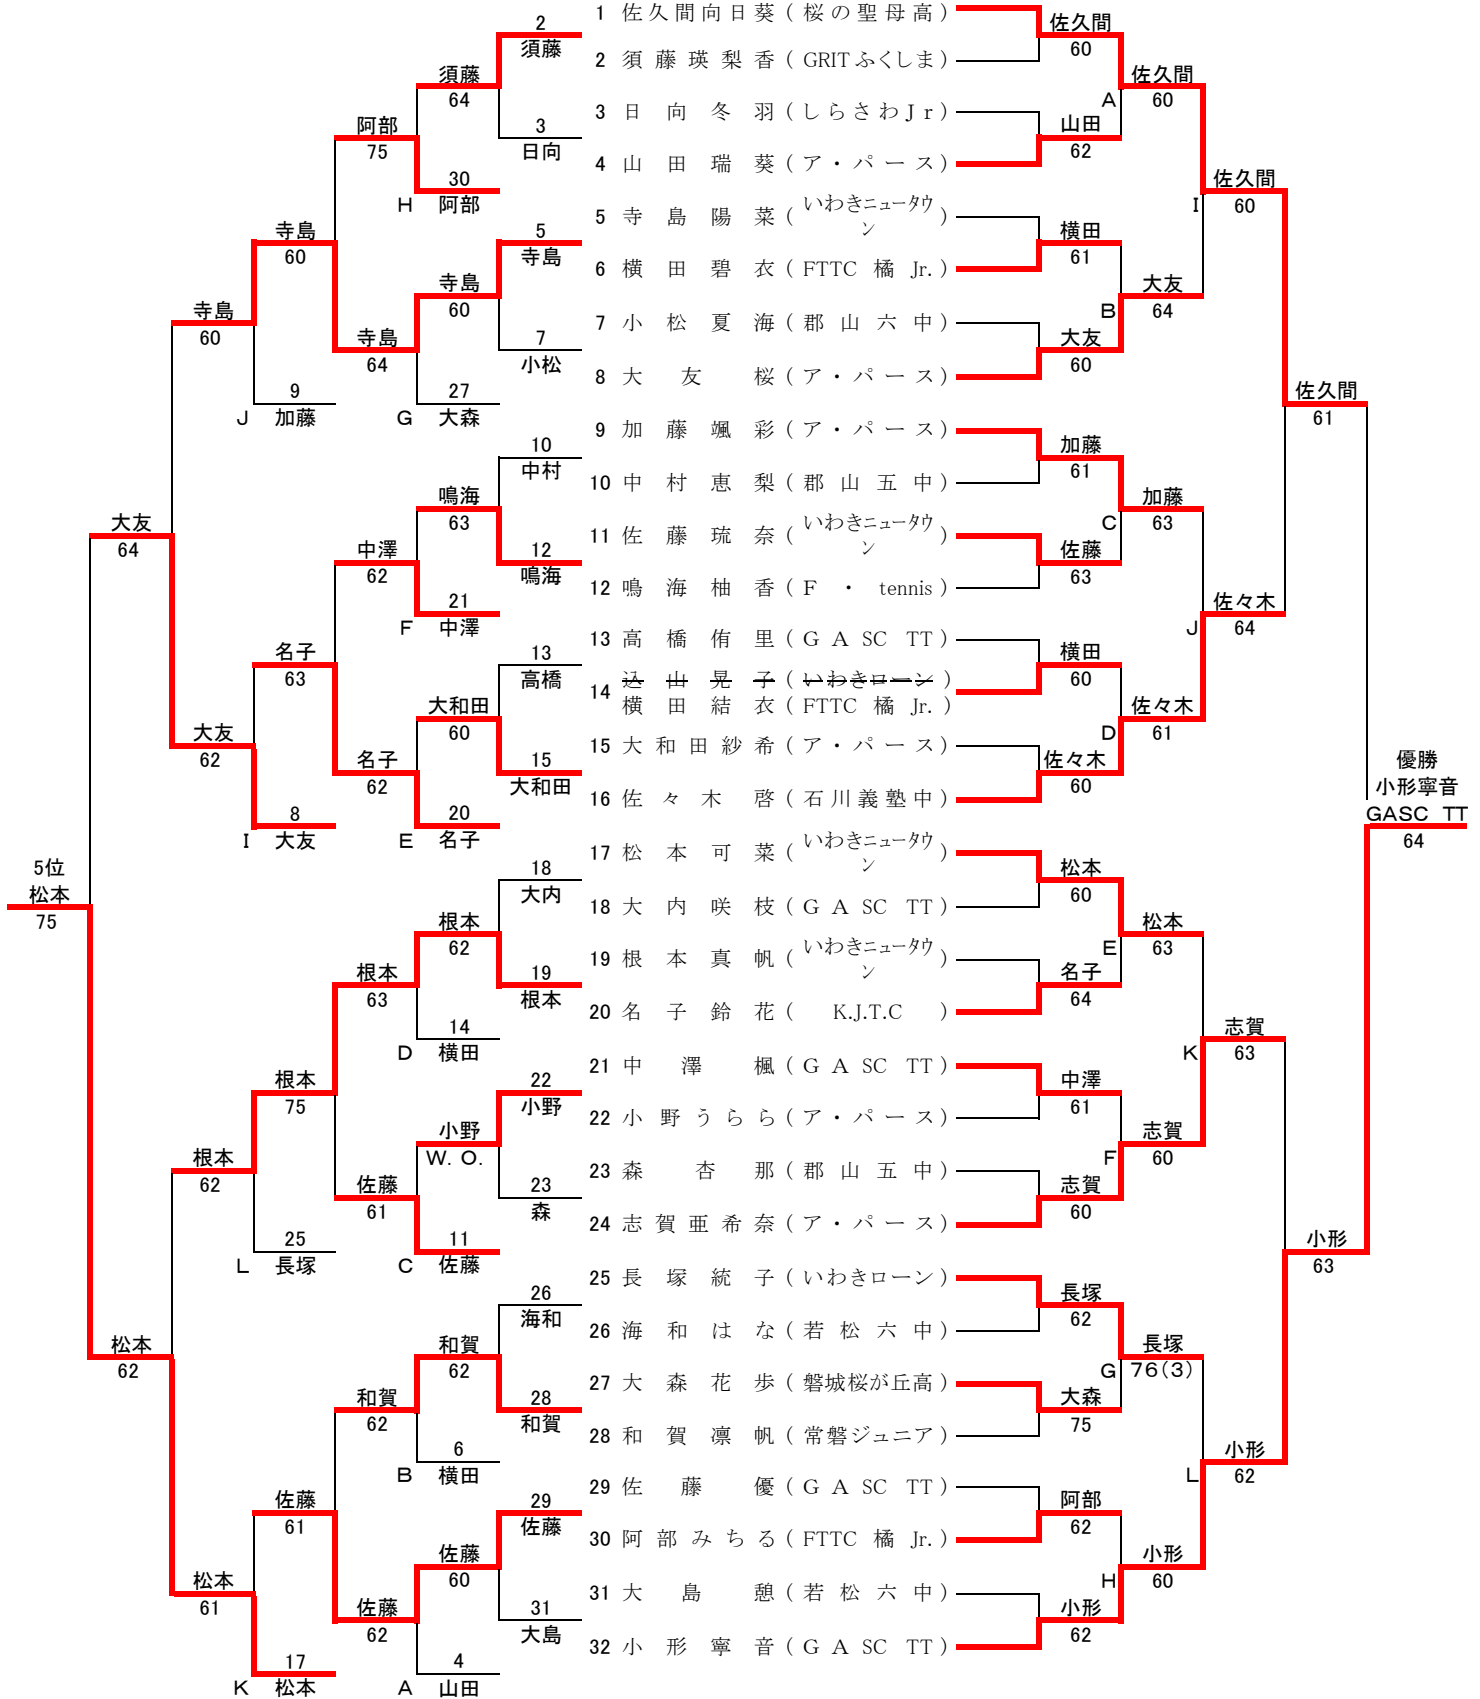 1 佐久間向日葵 ( 桜の聖母高 )
2 須藤瑛梨香 ( GRITふくしま )
3 日向冬羽 ( しらさわJr )
4 山田瑞葵 ( ア・パース )
5 寺島陽菜 ( いわきニュータウン )
6 横田碧衣 ( FTTC 橘 Jr. )
7 小松夏海 ( 郡山六中 )
8 大友桜 ( ア・パース )
9 加藤颯彩 ( ア・パース )
10 中村恵梨 ( 郡山五中 )
11 佐藤琉奈 ( いわきニュータウン )
12 鳴海柚香 ( F・tennis )
13 高橋侑里 ( GASC TT )
14 込山晃子 ( いわきローン )
横田結衣 ( FTTC 橘 Jr. )
15 大和田紗希 ( ア・パース )
16 佐々木啓 ( 石川義塾中 )
17 松本可菜 ( いわきニュータウン )
18 大内咲枝 ( GASC TT )
19 根本真帆 ( いわきニュータウン )
20 名子鈴花 ( K.J.T.C )
21 中澤楓 ( GASC TT )
22 小野うらら ( ア・パース )
23 森杏那 ( 郡山五中 )
24 志賀亜希奈 ( ア・パース )
25 長塚統子 ( いわきローン )
26 海和はな ( 若松六中 )
27 大森花歩 ( 磐城桜が丘高 )
28 和賀凛帆 ( 常磐ジュニア )
29 佐藤優 ( GASC TT )
30 阿部みちる ( FTTC 橘 Jr. )
31 大島憩 ( 若松六中 )
32 小形寧音 ( GASC TT )
佐久間
60
山田
62
横田
61
大友
60
加藤
61
佐藤
63
横田
60
佐々木
60
松本
60
名子
64
中澤
61
志賀
60
長塚
62
大森
75
阿部
62
小形
62
A
佐久間
60
B
大友
64
C
加藤
63
D
佐々木
61
E
松本
63
F
志賀
60
G
長塚
76(3)
H
小形
60
I
佐久間
60
J
佐々木
64
K
志賀
63
L
小形
62
佐久間
61
小形
63
優勝
小形寧音
GASC TT
64
2
須藤
3
日向
5
寺島
7
小松
10
中村
12
鳴海
13
高橋
15
大和田
18
大内
19
根本
22
小野
23
森
26
海和
28
和賀
29
佐藤
31
大島
須藤
64
30
H 阿部
寺島
60
27
G 大森
鳴海
63
21
F 中澤
大和田
60
20
E 名子
根本
62
14
D 横田
小野
W.O.
11
C 佐藤
和賀
62
6
B 横田
佐藤
60
4
A 山田
阿部
75
寺島
64
中澤
62
名子
62
根本
63
佐藤
61
和賀
62
佐藤
62
寺島
60
9
J 加藤
名子
63
8
I 大友
根本
75
25
L 長塚
佐藤
61
17
K 松本
寺島
60
大友
62
根本
62
松本
61
大友
64
松本
62
5位
松本
75